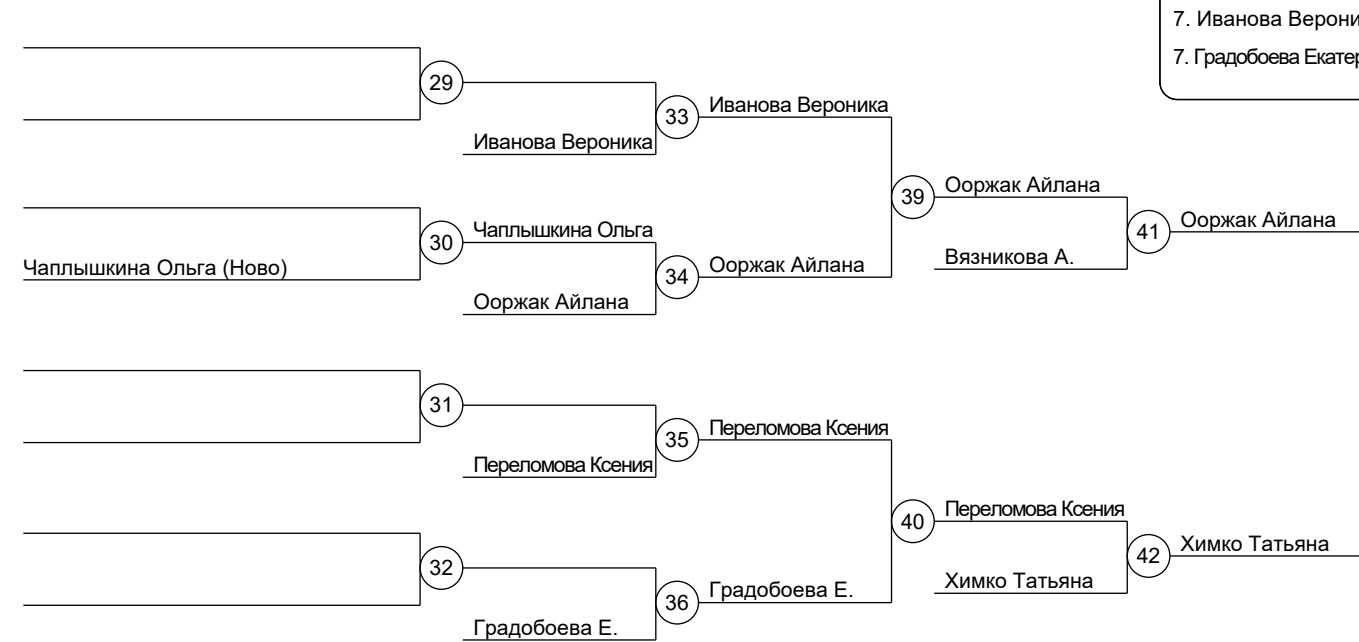 7. Иванова
7. Градобоева
29
33
Иванова Вероника
Иванова Вероника
39
Ооржак Айлана
41
Ооржак Айлана
30
Чаплышкина Ольга
Чаплышкина Ольга (Ново)
34
Ооржак Айлана
Вязникова А.
Ооржак Айлана
31
35
Переломова Ксения
Переломова Ксения
40
Переломова Ксения
42
Химко Татьяна
32
36
Градобоева Е.
Химко Татьяна
Градобоева Е.